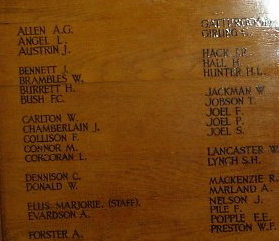 ALLEN A.G.
ANGEL L.
AUSTRIN J.
BENNETT J.
BRAMBLES W.
BURRETT H.
BUSH F.C.
CARLTON W.
CHAMBERLAIN J.
COLLISON F.
CONNOR M.
CORCORAN L.
DENNISON C.
DONALD W.
ELLIS MARJORIE. (STAFF).
EVARDSON A.
FORSTER A.
GIRLING S.
HACK J.R.
HALL H.
HUNTER H.L.
JACKMAN W.
JOBSON T.
JOEL F.
JOEL P.
JOEL S.
LANCASTER W.
LYNCH S.H.
MACKENZIE R.
MARLAND A.
NELSON J.
PILE F.
POPPLE E.E.
PRESTON W.F.